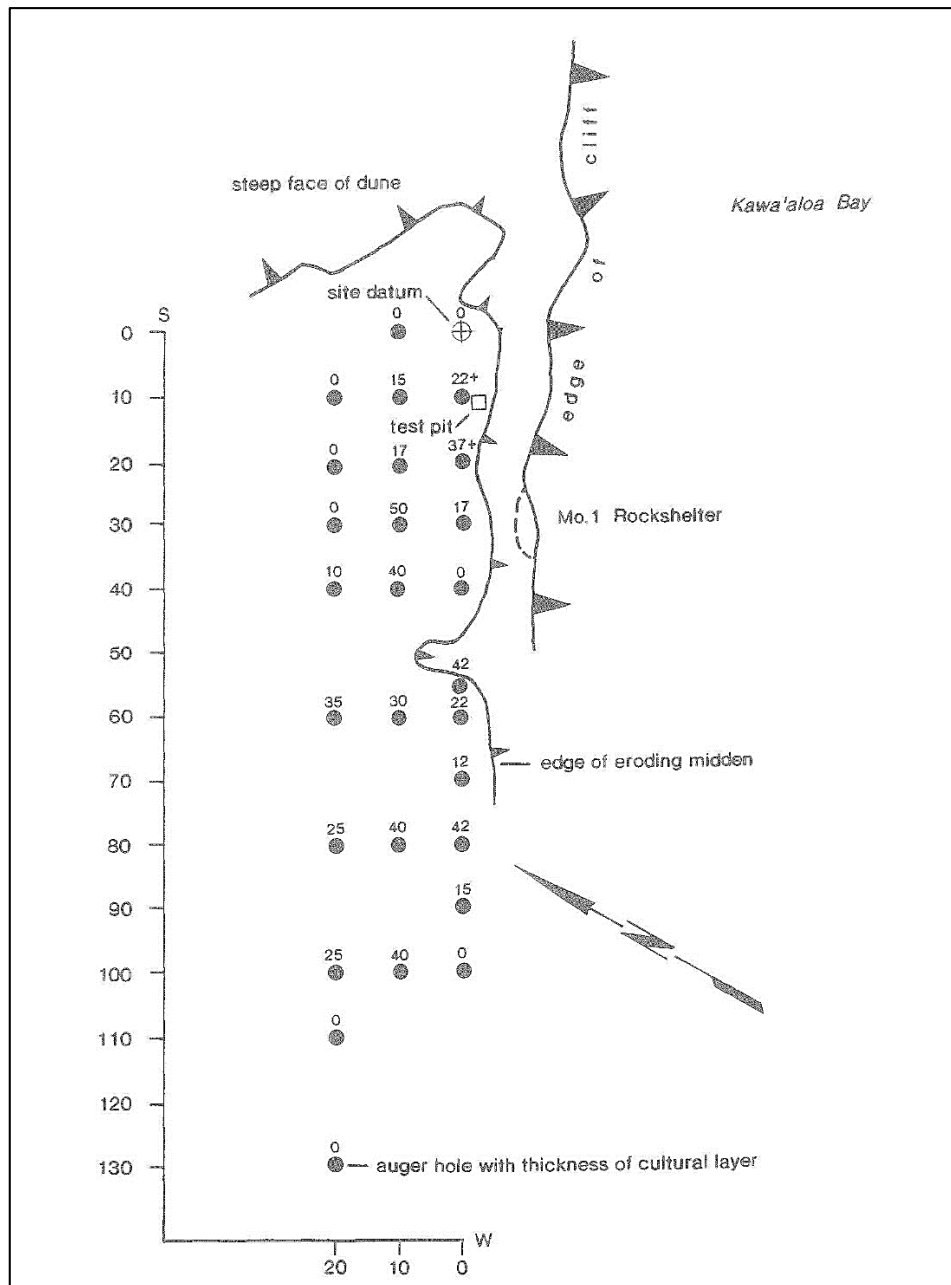 cliff
steep face of dune
Kawa'aloa Bay
of
site datum
S
0 0
0
edge
0 15 22+
10
test pit
37+
0 17
20
0 50 17
Mo.1 Rockshelter
30
10 40 0
40
50
42
35 30 22
60
edge of eroding midden
12
70
25 40 42
80
15
90
25 40 0
100
0
110
120
0
130
auger hole with thickness of cultural layer
W
20 10 0